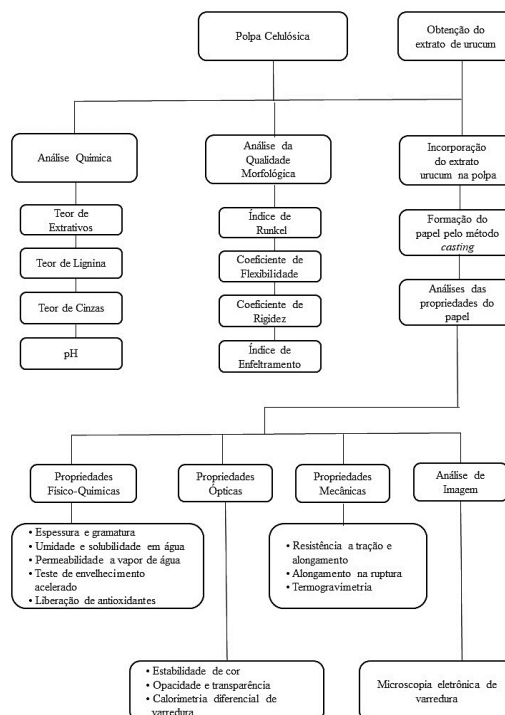 Polpa Celulósica
Obtenção do
extrato de urucum
Análise Química
Análise da
Qualidade
Morfológica
Incorporação
do extrato
urucum na polpa
Teor de
Extrativos
Teor de Lignina
Teor de Cinzas
pH
Índice de
Runkel
Coeficiente de
Flexibilidade
Coeficiente de
Rigidez
Índice de
Enfeltramento
Formação do
papel pelo método
casting
Análises das
propriedades do
papel
Propriedades
Físico-Químicas
Propriedades
Ópticas
Propriedades
Mecânicas
Análise de
Imagem
• Espessura e gramatura
• Umidade e solubilidade em água
• Permeabilidade a vapor de água
• Teste de envelhecimento
acelerado
• Liberação de antioxidantes
• Resistência a tração e
alongamento
• Alongamento na ruptura
• Termogravimetria
• Estabilidade de cor
• Opacidade e transparência
• Calorimetria diferencial de
varredura
Microscopia eletrônica de
varredura